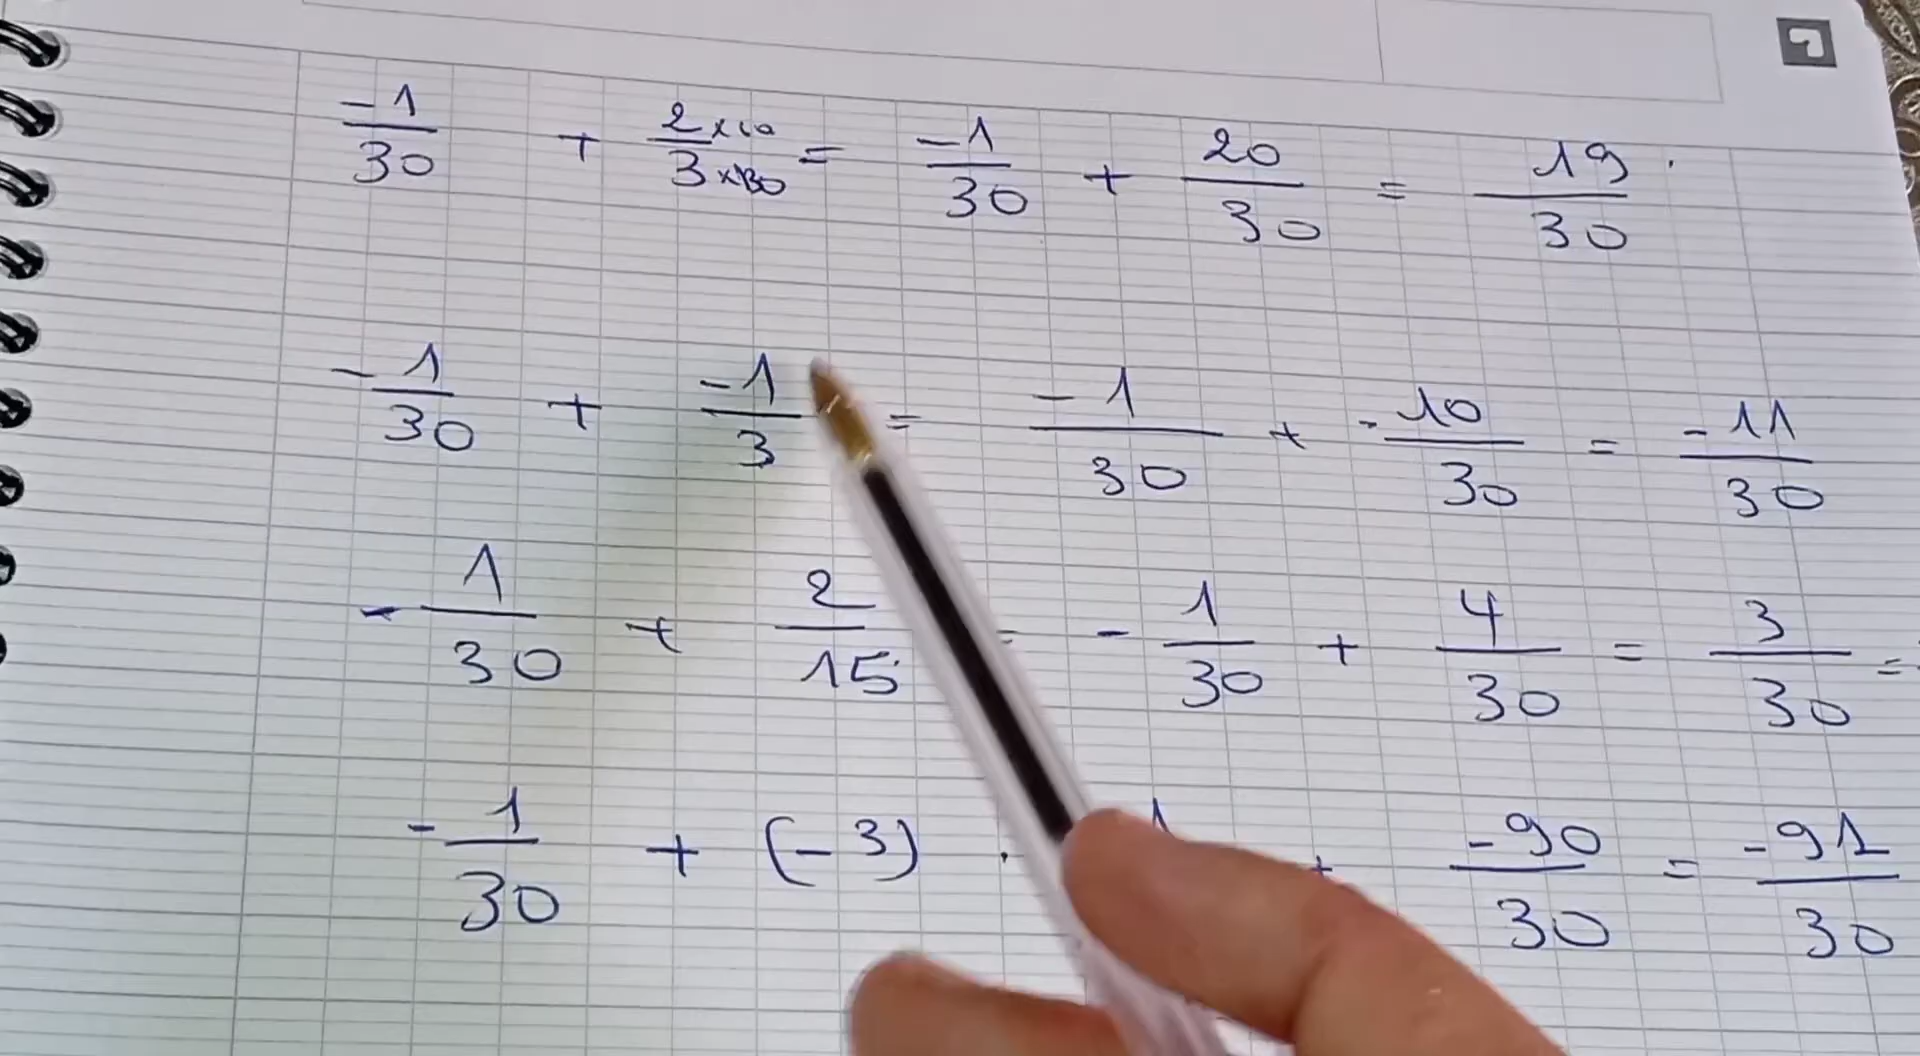 -1/30 + 2×10/3×30 = -1/30 + 20/30 = 19/30 .
-1/30 + -1/3 = -1/30 + -10/30 = -11/30
-1/30 + 2/15 = -1/30 + 4/30 = 3/30 =
-1/30 + (-3) 1 + -90/30 = -91/30